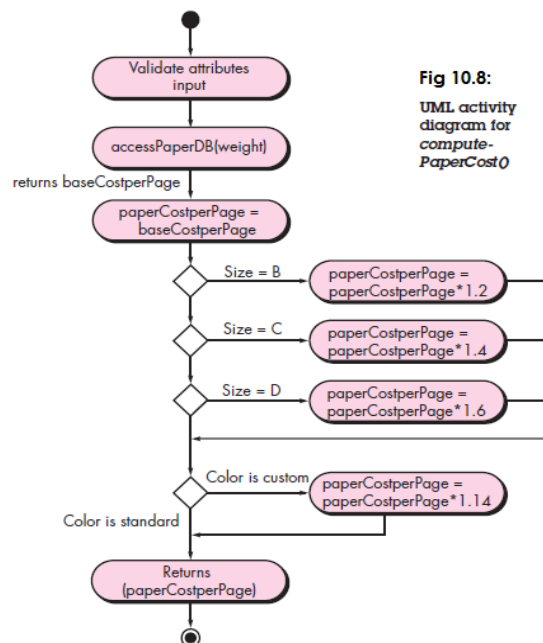 Validate attributes
input
Fig 10.8:
UML activity
diagram for
compute-
PaperCost()
accessPaperDB(weight)
returns baseCostperPage
paperCostperPage =
baseCostperPage
Size = B
paperCostperPage =
paperCostperPage*1.2
Size = C
paperCostperPage =
paperCostperPage*1.4
Size = D
paperCostperPage =
paperCostperPage*1.6
Color is custom
paperCostperPage =
paperCostperPage*1.14
Color is standard
Returns
(paperCostperPage)